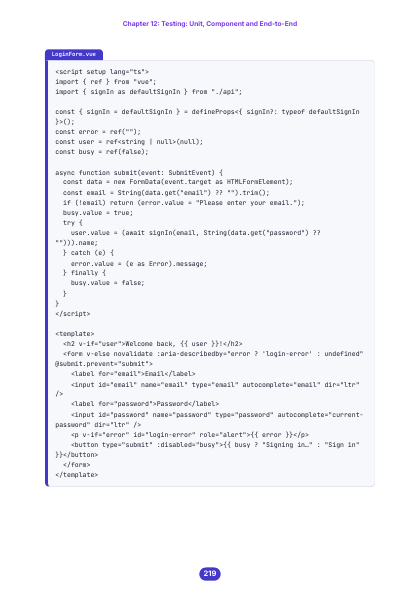 Chapter 12: Testing: Unit, Component and End-to-End
LoginForm.vue
<script setup lang="ts">
import { ref } from "vue";
import { signIn as defaultSignIn } from "./api";

const { signIn = defaultSignIn } = defineProps<{ signIn?: typeof defaultSignIn
}>();
const error = ref("");
const user = ref<string | null>(null);
const busy = ref(false);

async function submit(event: SubmitEvent) {
  const data = new FormData(event.target as HTMLFormElement);
  const email = String(data.get("email") ?? "").trim();
  if (!email) return (error.value = "Please enter your email.");
  busy.value = true;
  try {
    user.value = (await signIn(email, String(data.get("password") ??
""))).name;
  } catch (e) {
    error.value = (e as Error).message;
  } finally {
    busy.value = false;
  }
}
</script>

<template>
  <h2 v-if="user">Welcome back, {{ user }}!</h2>
  <form v-else novalidate :aria-describedby="error ? 'login-error' : undefined"
@submit.prevent="submit">
    <label for="email">Email</label>
    <input id="email" name="email" type="email" autocomplete="email" dir="ltr"
/>
    <label for="password">Password</label>
    <input id="password" name="password" type="password" autocomplete="current-
password" dir="ltr" />
    <p v-if="error" id="login-error" role="alert">{{ error }}</p>
    <button type="submit" :disabled="busy">{{ busy ? "Signing in…" : "Sign in"
}}</button>
  </form>
</template>
219